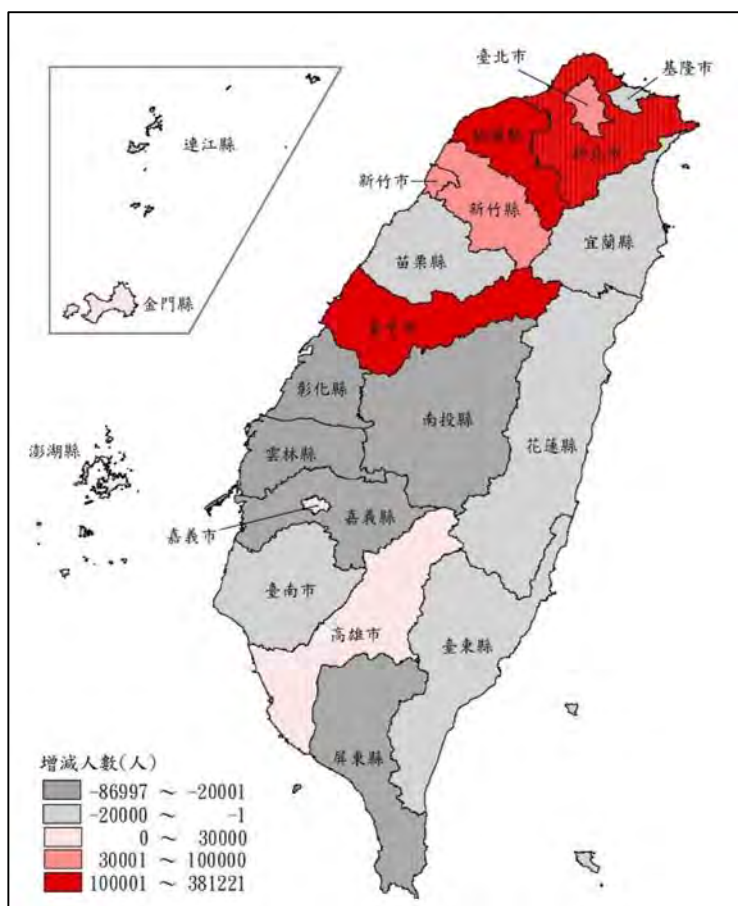 臺北市
基隆市
連江縣
桃園縣
新北市
新竹市
新竹縣
宜蘭縣
苗栗縣
金門縣
臺中市
彰化縣
南投縣
花蓮縣
澎湖縣
雲林縣
嘉義縣
嘉義市
臺南市
高雄市
臺東縣
屏東縣
增減人數(人)
-86997 ～ -20001
-20000 ～ -1
0 ～ 30000
30001 ～ 100000
100001 ～ 381221